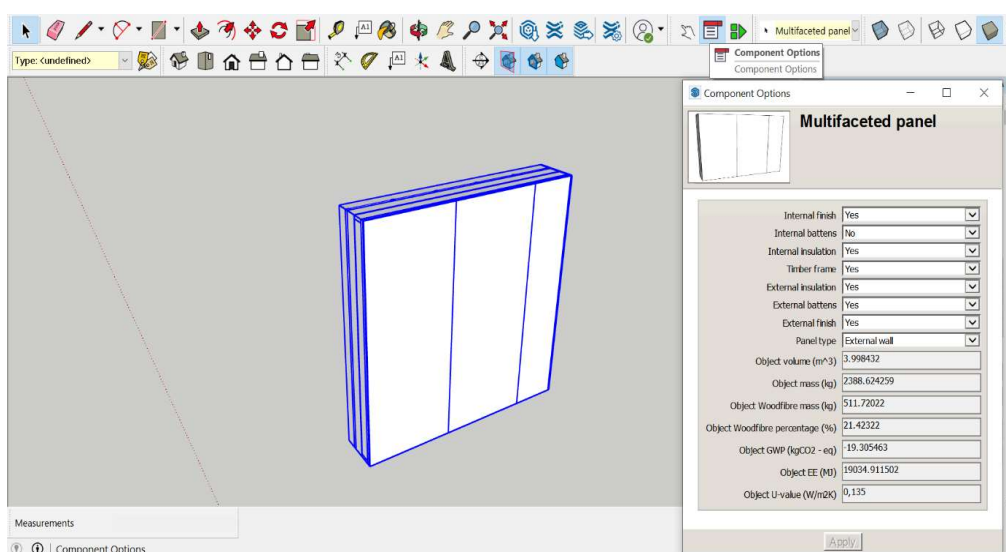 A1
Multifaceted panel
Type: <undefined>
A1
Component Options
Component Options
Component Options
Multifaceted panel
Internal finish Yes
Internal battens No
Internal insulation Yes
Timber frame Yes
External insulation Yes
External battens Yes
External finish Yes
Panel type External wall
Object volume (m^3) 3.998432
Object mass (kg) 2388.624259
Object Woodfibre mass (kg) 511.72022
Object Woodfibre percentage (%) 21.42322
Object GWP (kgCO2 - eq) -19.305463
Object EE (MJ) 19034.911502
Object U-value (W/m2K) 0,135
Apply
Measurements
Component Options